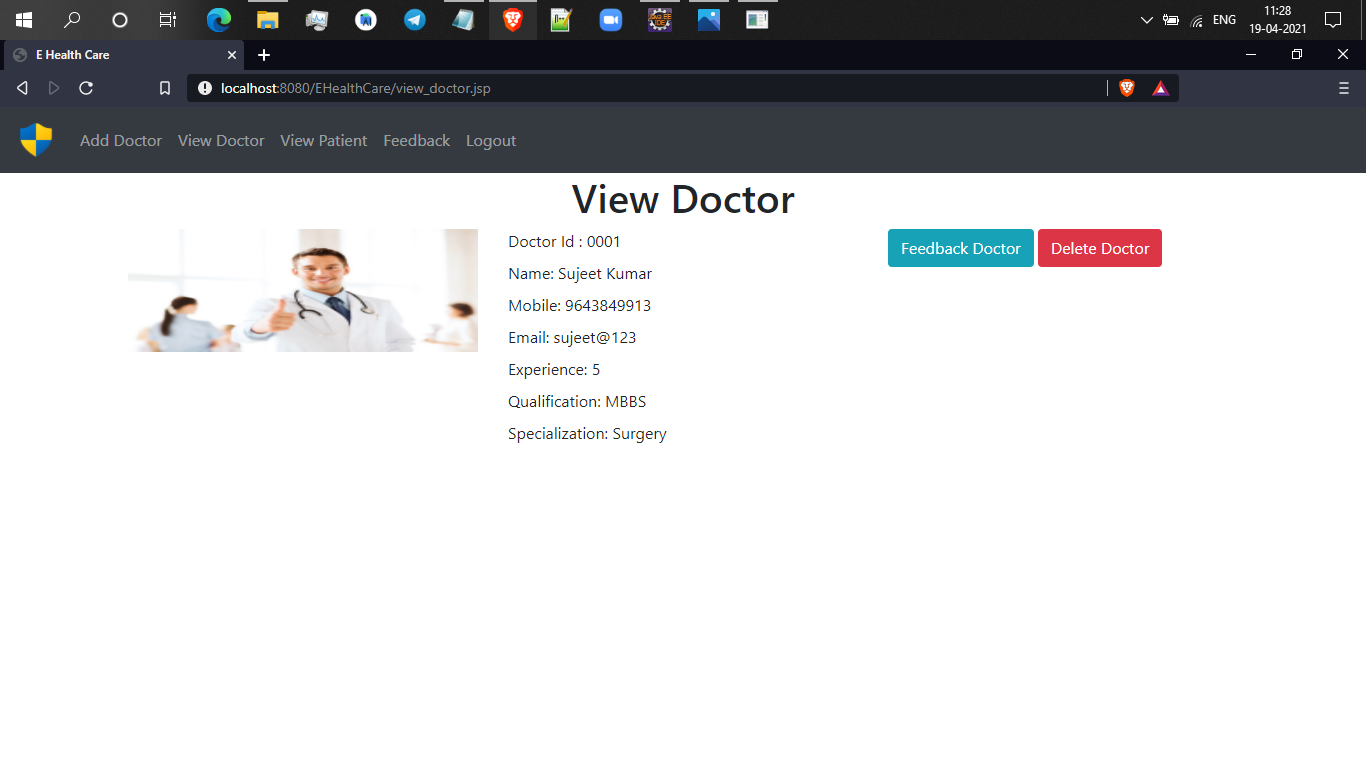 ENG
11:28
19-04-2021
E Health Care
localhost:8080/EHealthCare/view_doctor.jsp
Add Doctor View Doctor View Patient Feedback Logout
View Doctor
Doctor Id : 0001
Feedback Doctor Delete Doctor
Name: Sujeet Kumar
Mobile: 9643849913
Email: sujeet@123
Experience: 5
Qualification: MBBS
Specialization: Surgery